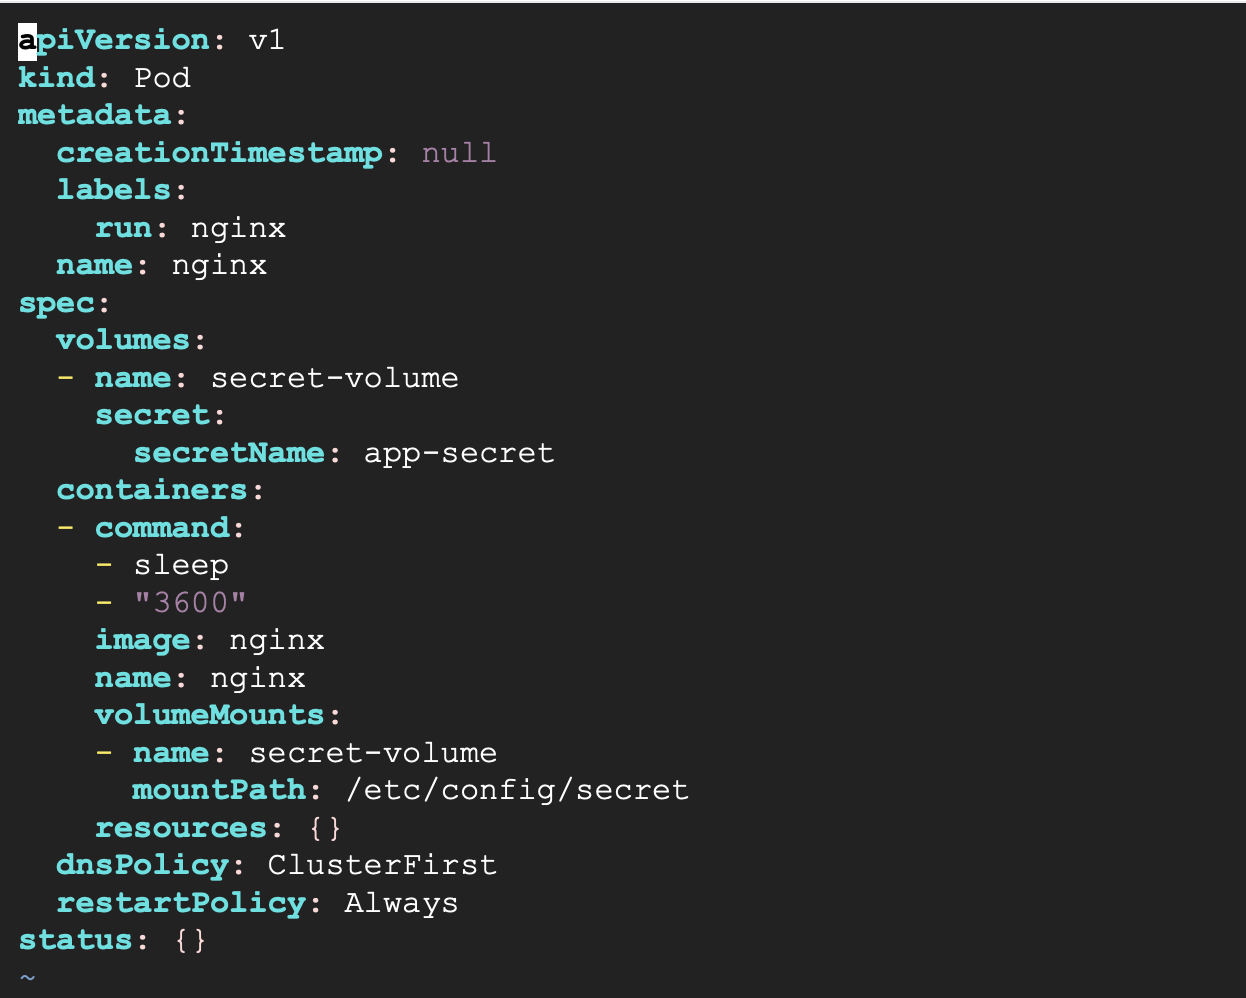 apiVersion: v1
kind: Pod
metadata:
  creationTimestamp: null
  labels:
    run: nginx
  name: nginx
spec:
  volumes:
  - name: secret-volume
    secret:
      secretName: app-secret
  containers:
  - command:
    - sleep
    - "3600"
    image: nginx
    name: nginx
    volumeMounts:
    - name: secret-volume
      mountPath: /etc/config/secret
    resources: {}
  dnsPolicy: ClusterFirst
  restartPolicy: Always
status: {}
~